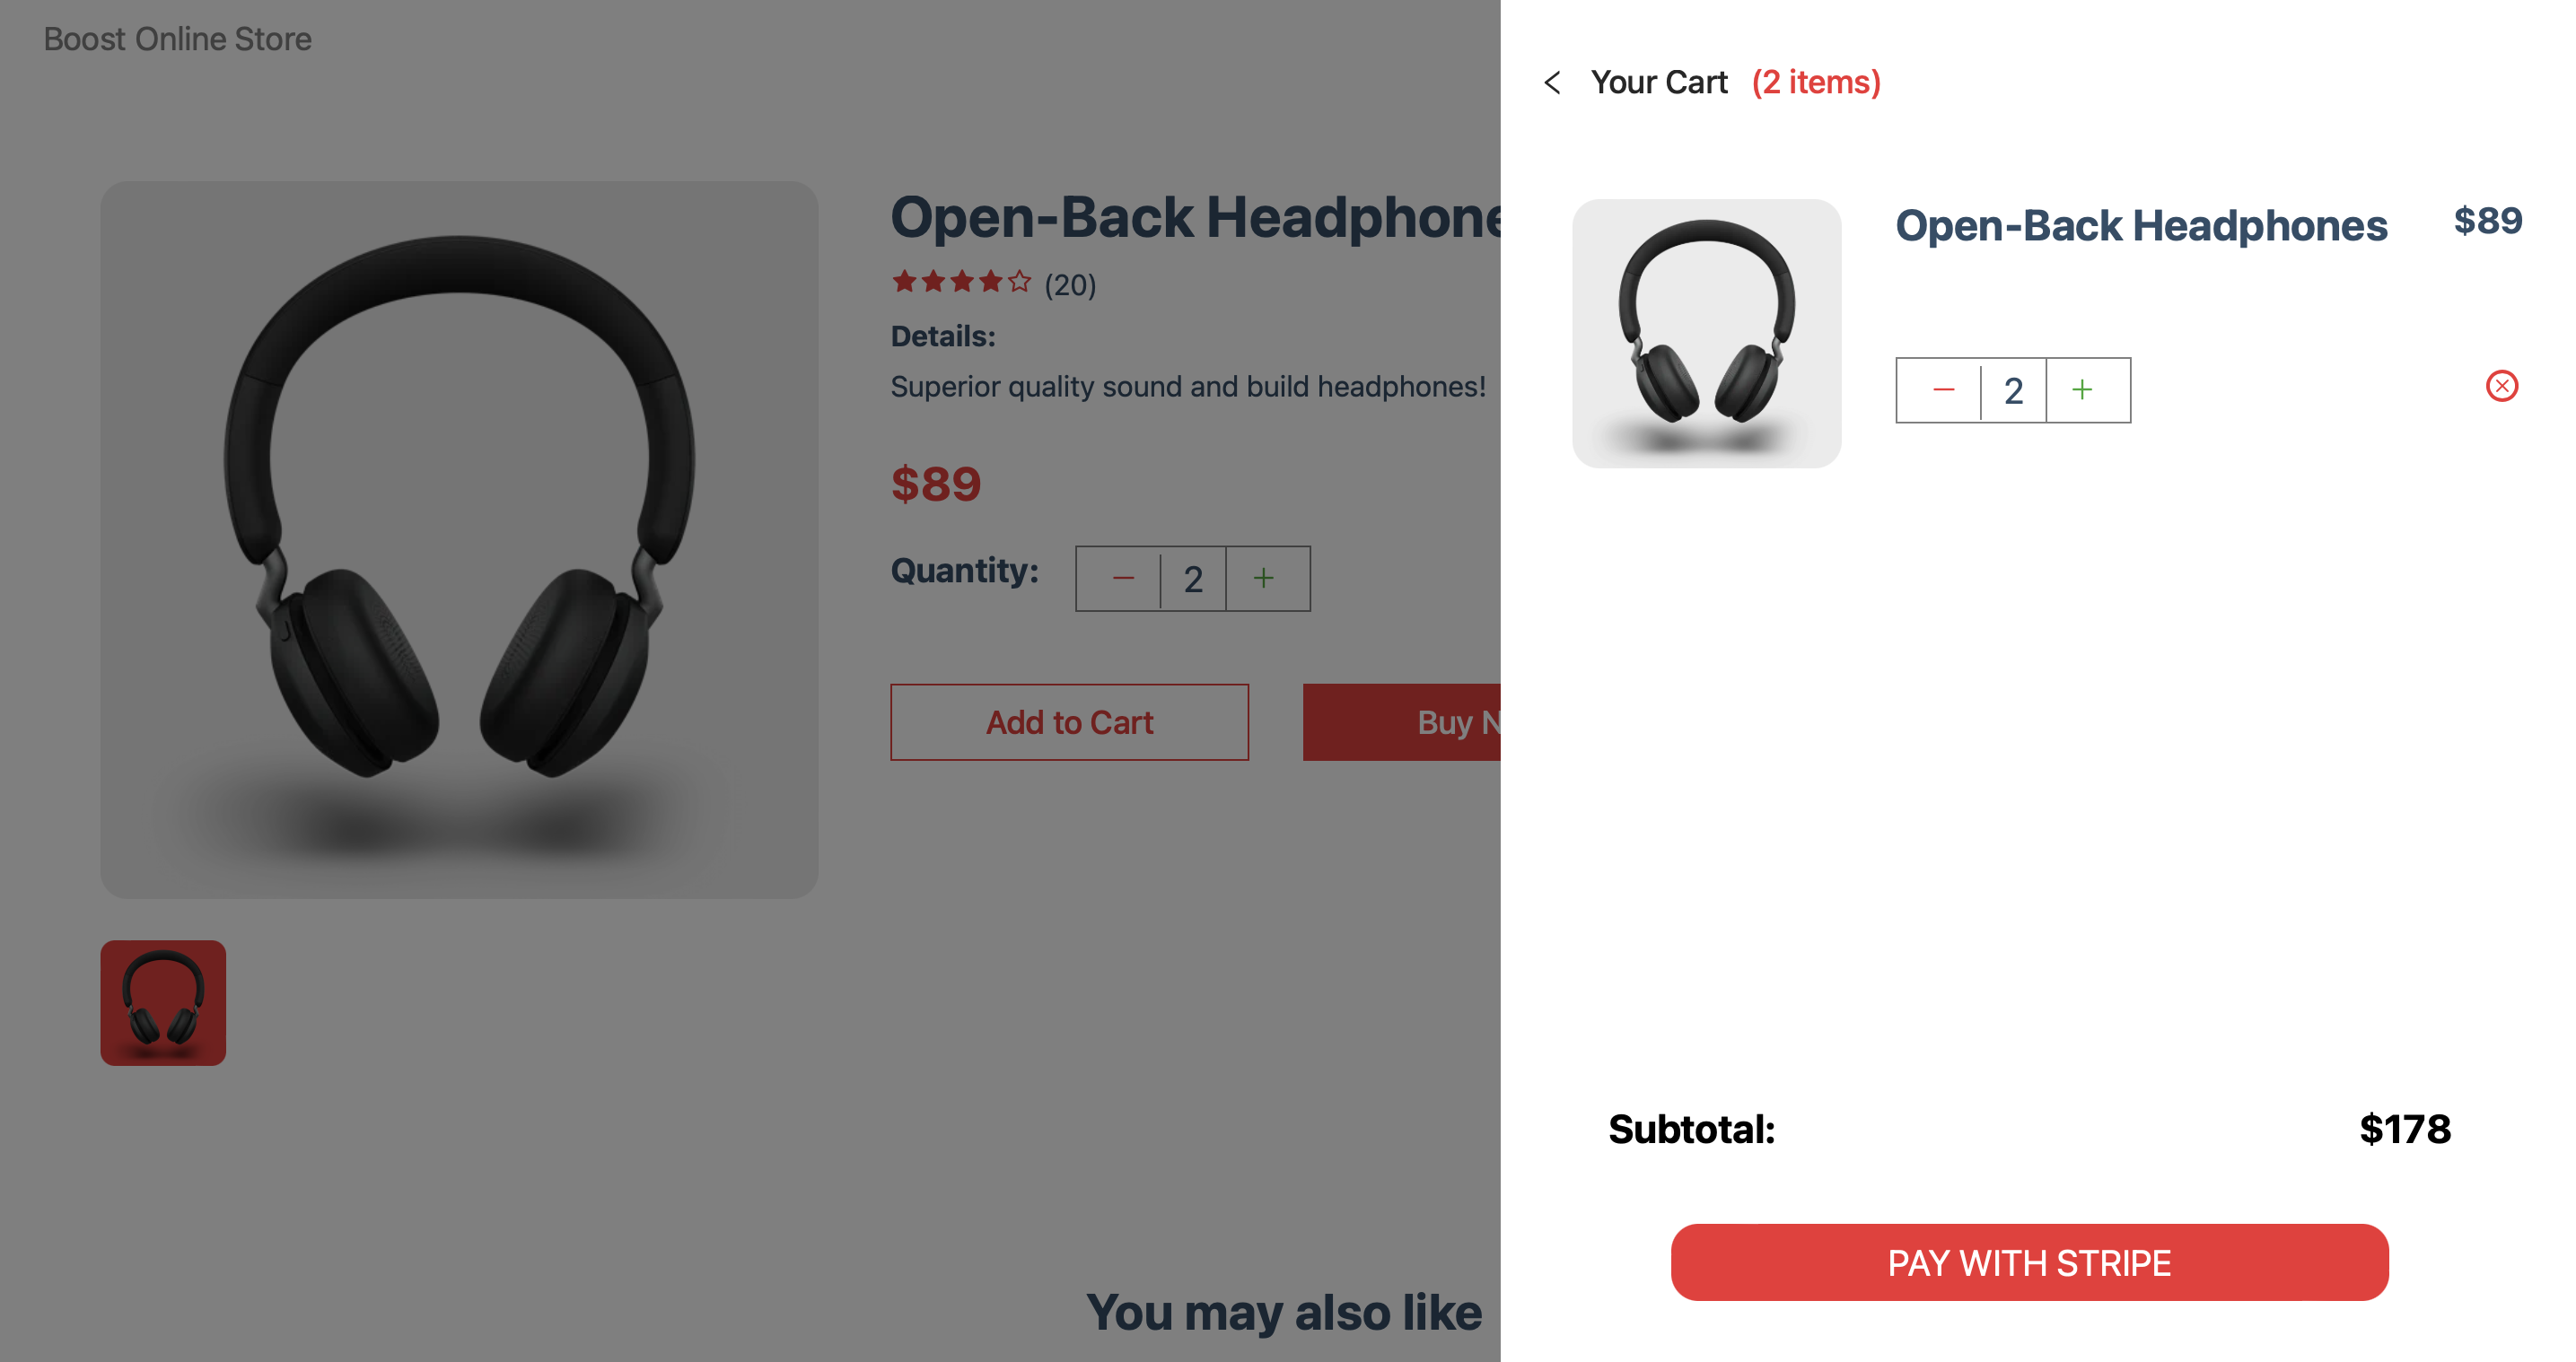 Boost Online Store
Open-Back Headphone
(20)
Details:
Superior quality sound and build headphones!
$89
Quantity:
2
Add to Cart
Buy N
You may also like
Your Cart (2 items)
Open-Back Headphones $89
2
Subtotal: $178
PAY WITH STRIPE